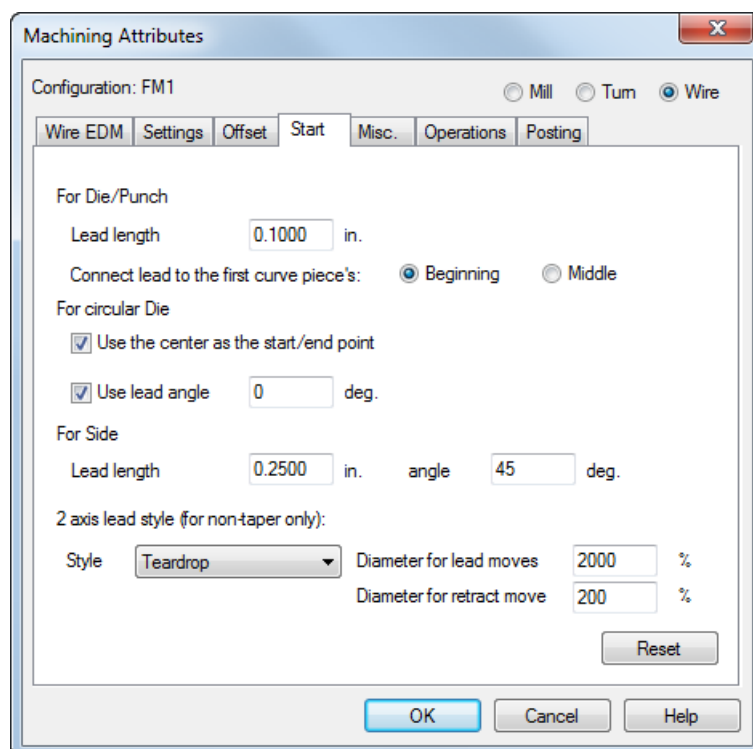 Machining Attributes
Configuration: FM1 Mill Turn Wire
Wire EDM Settings Offset Start Misc. Operations Posting
For Die/Punch
Lead length 0.1000 in.
Connect lead to the first curve piece's: Beginning Middle
For circular Die
Use the center as the start/end point
Use lead angle 0 deg.
For Side
Lead length 0.2500 in. angle 45 deg.
2 axis lead style (for non-taper only):
Style Teardrop Diameter for lead moves 2000 %
Diameter for retract move 200 %
Reset
OK Cancel Help